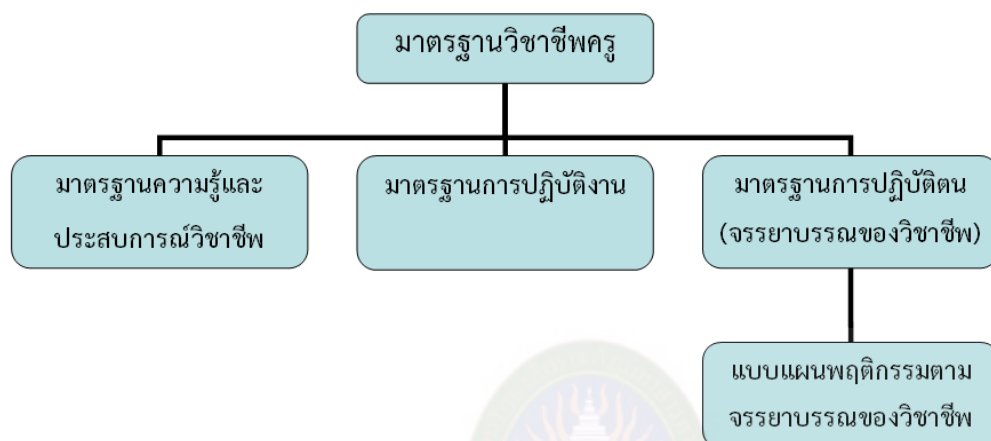 มาตรฐานวิชาชีพครู
มาตรฐานความรู้และ
ประสบการณ์วิชาชีพ
มาตรฐานการปฏิบัติงาน
มาตรฐานการปฏิบัติตน
(จรรยาบรรณของวิชาชีพ)
แบบแผนพฤติกรรมตาม
จรรยาบรรณของวิชาชีพ